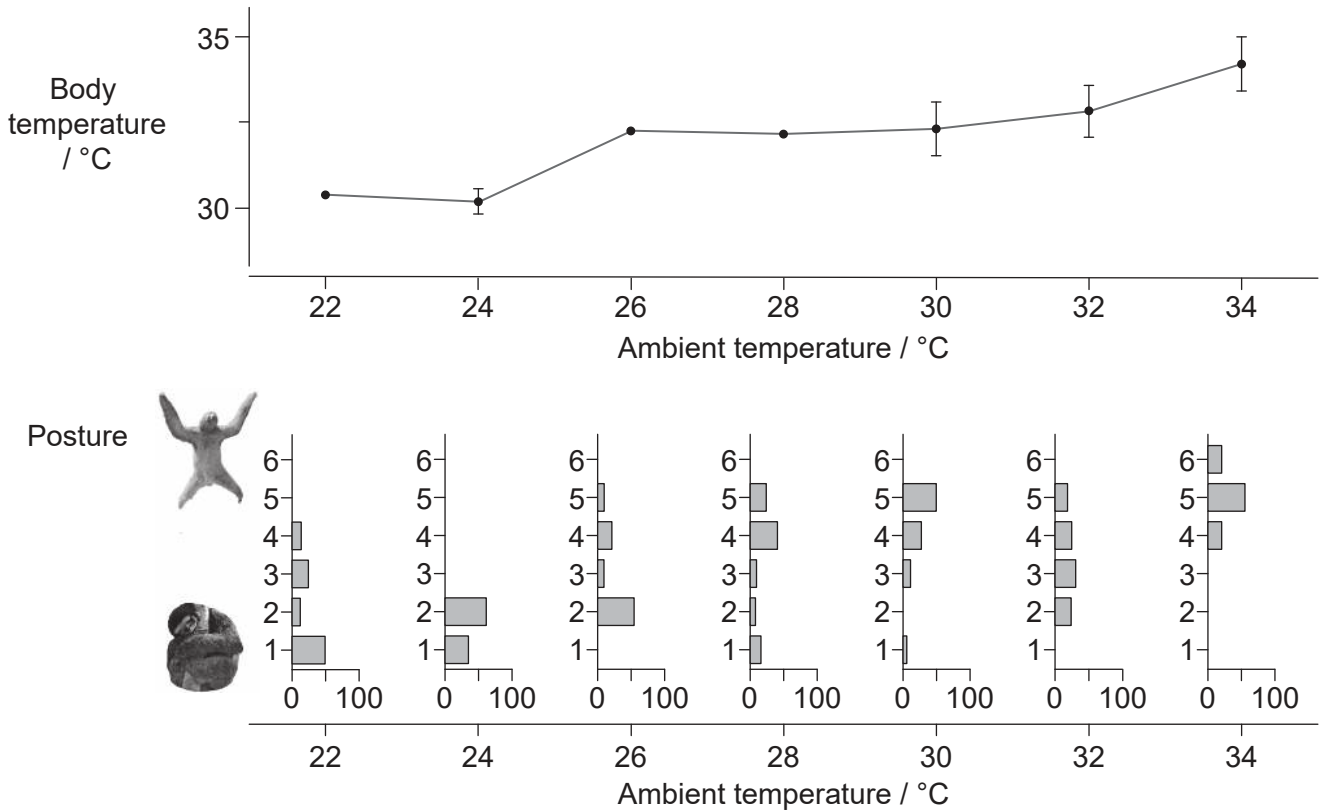 35
Body
temperature
/ °C
30
22 24 26 28 30 32 34
Ambient temperature / °C
Posture
6 6 6 6 6 6 6
5 5 5 5 5 5 5
4 4 4 4 4 4 4
3 3 3 3 3 3 3
2 2 2 2 2 2 2
1 1 1 1 1 1 1
0 100 0 100 0 100 0 100 0 100 0 100 0 100
22 24 26 28 30 32 34
Ambient temperature / °C